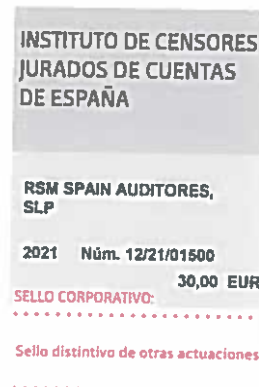 INSTITUTO DE CENSORES
JURADOS DE CUENTAS
DE ESPAÑA
RSM SPAIN AUDITORES,
SLP
2021 Núm. 12/21/01500
30,00 EUR
SELLO CORPORATIVO:
Sello distintivo de otras actuaciones